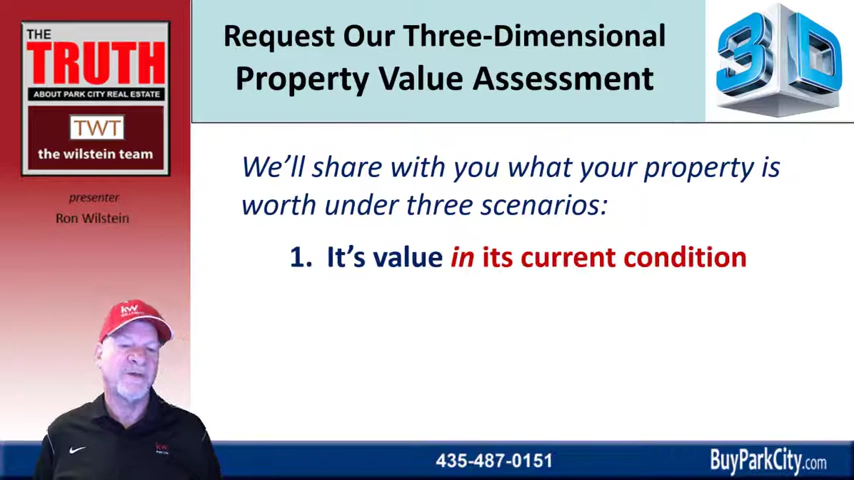 THE
TRUTH
ABOUT PARK CITY REAL ESTATE
TWT
the wilstein team
presenter
Ron Wilstein
Request Our Three-Dimensional
Property Value Assessment
3D
We’ll share with you what your property is
worth under three scenarios:
1. It’s value in its current condition
kw
kw
435-487-0151
BuyParkCity.com